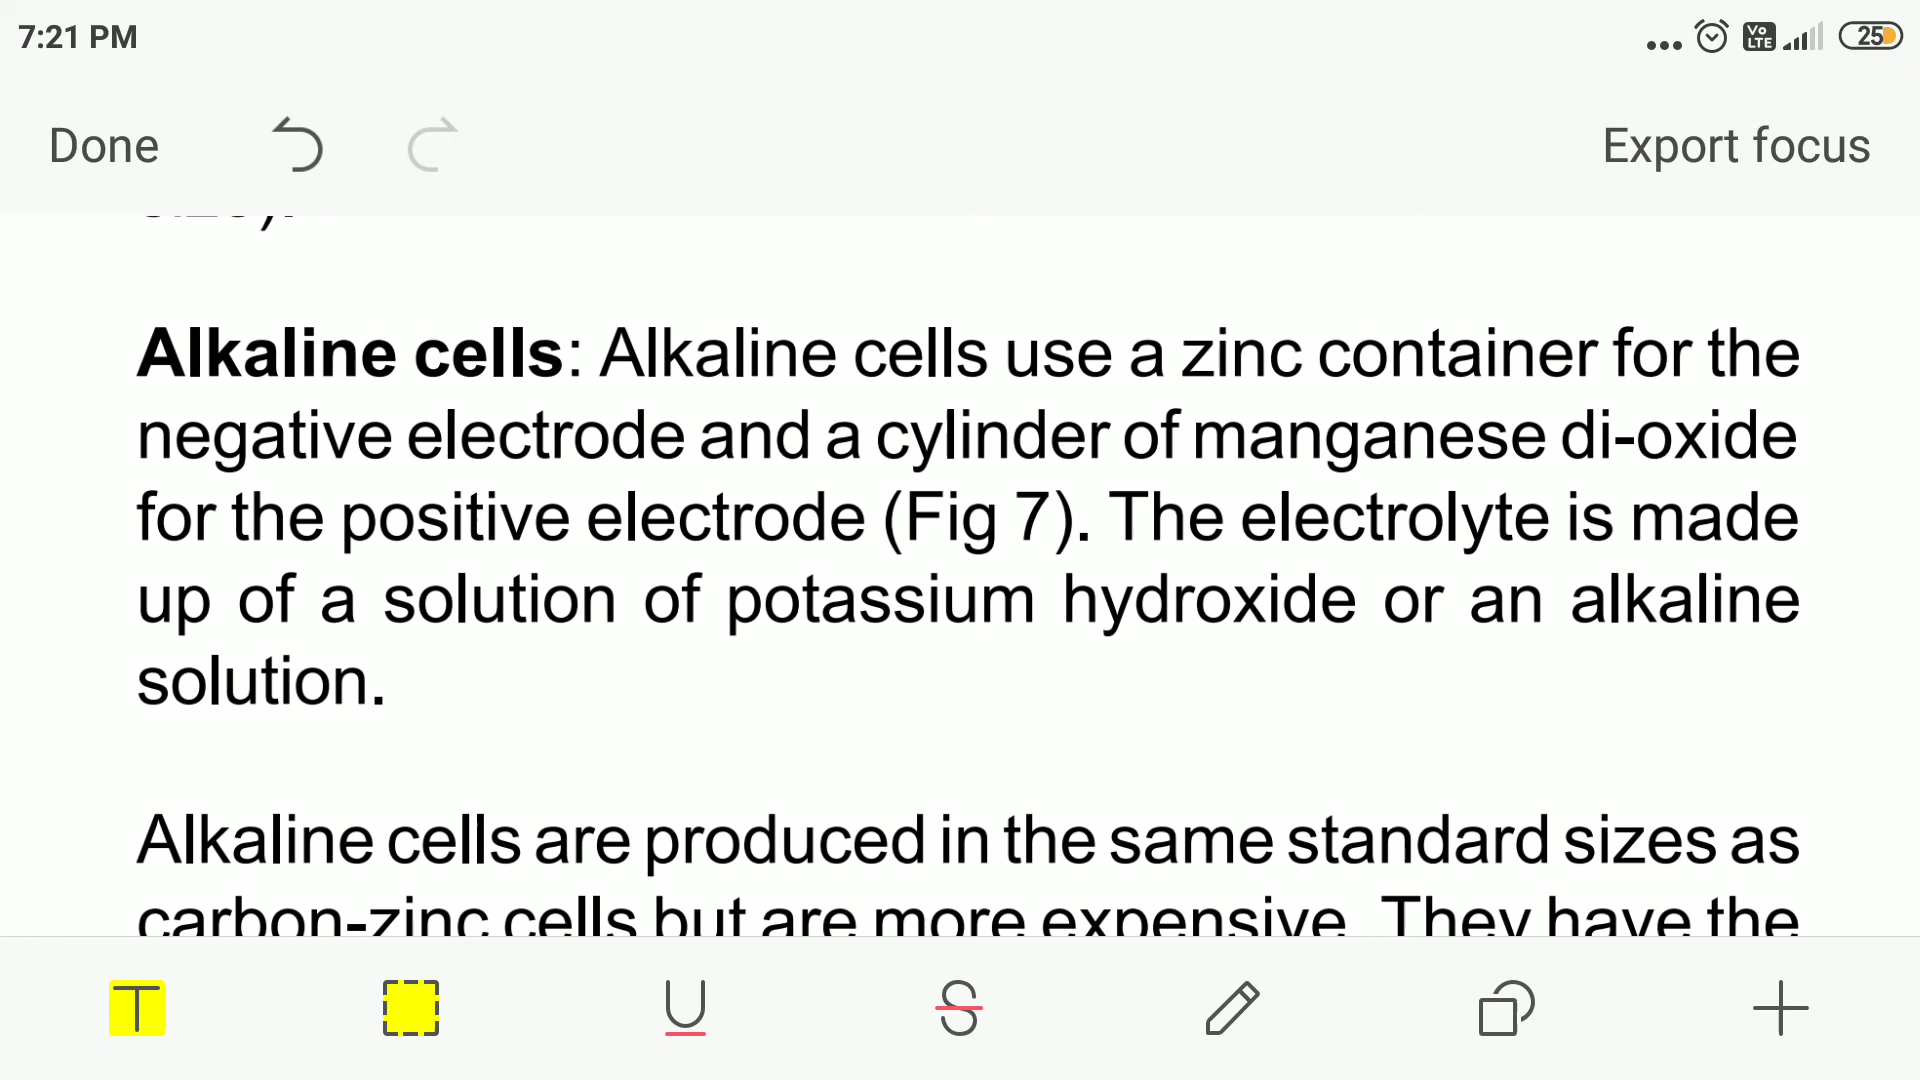 7:21 PM
Vo LTE
25
Done
Export focus
Alkaline cells: Alkaline cells use a zinc container for the
negative electrode and a cylinder of manganese di-oxide
for the positive electrode (Fig 7). The electrolyte is made
up of a solution of potassium hydroxide or an alkaline
solution.
Alkaline cells are produced in the same standard sizes as
carbon-zinc cells but are more expensive. They have the
T
U
S